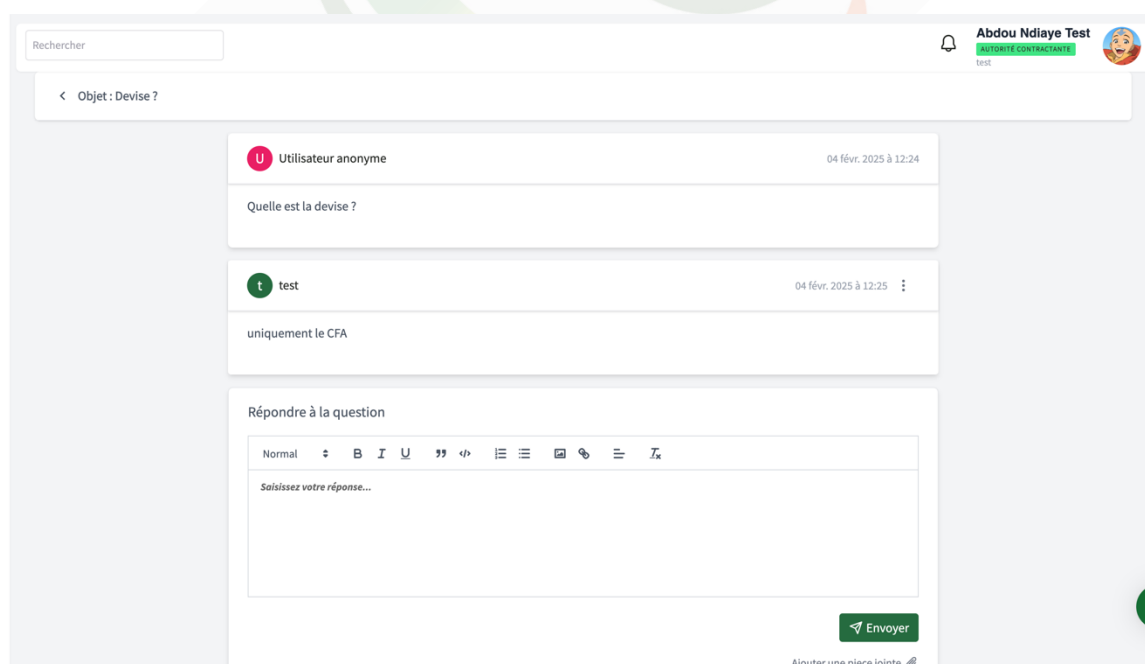 Rechercher
Abdou Ndiaye Test
AUTORITÉ CONTRACTANTE
test
Objet : Devise ?
U Utilisateur anonyme 04 févr. 2025 à 12:24
Quelle est la devise ?
t test 04 févr. 2025 à 12:25
uniquement le CFA
Répondre à la question
Normal B I U
Saisissez votre réponse...
Envoyer
Ajouter une piece jointe